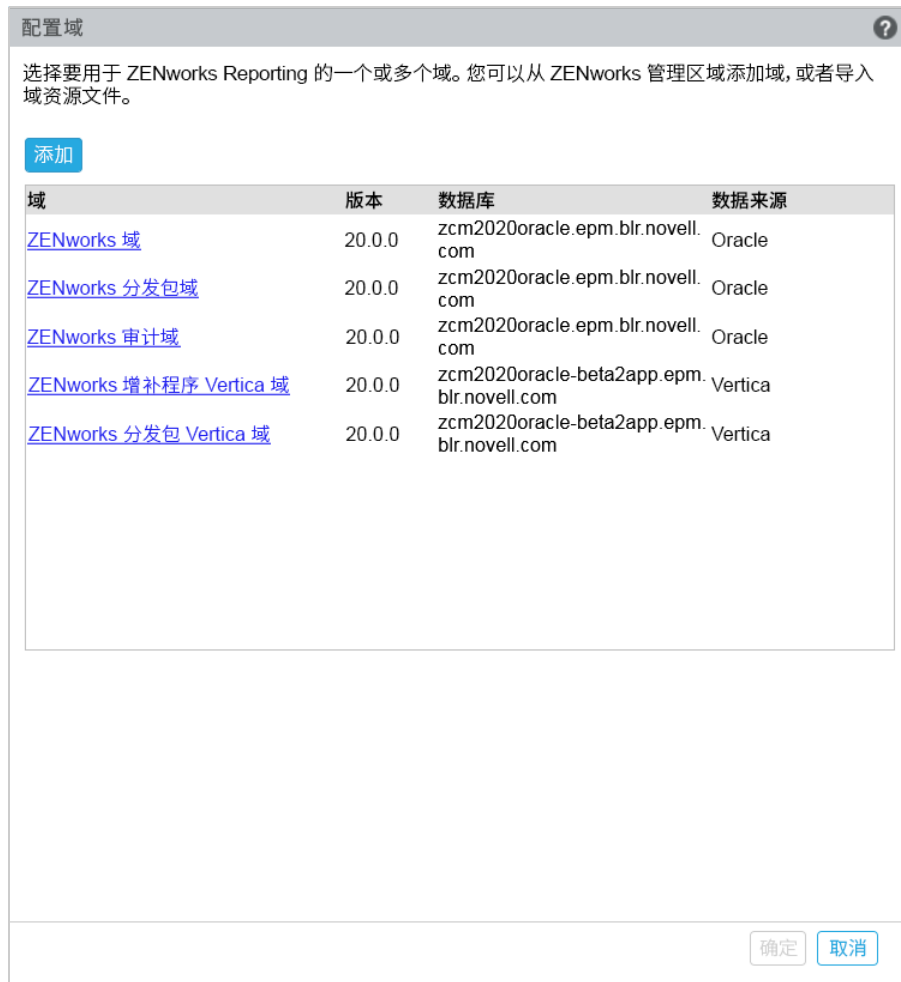 配置域
?
选择要用于 ZENworks Reporting 的一个或多个域。您可以从 ZENworks 管理区域添加域，或者导入
域资源文件。
添加
域 版本 数据库 数据来源
ZENworks 域 20.0.0 zcm2020oracle.epm.blr.novell.com Oracle
ZENworks 分发包域 20.0.0 zcm2020oracle.epm.blr.novell.com Oracle
ZENworks 审计域 20.0.0 zcm2020oracle.epm.blr.novell.com Oracle
ZENworks 增补程序 Vertica 域 20.0.0 zcm2020oracle-beta2app.epm.blr.novell.com Vertica
ZENworks 分发包 Vertica 域 20.0.0 zcm2020oracle-beta2app.epm.blr.novell.com Vertica
确定 取消